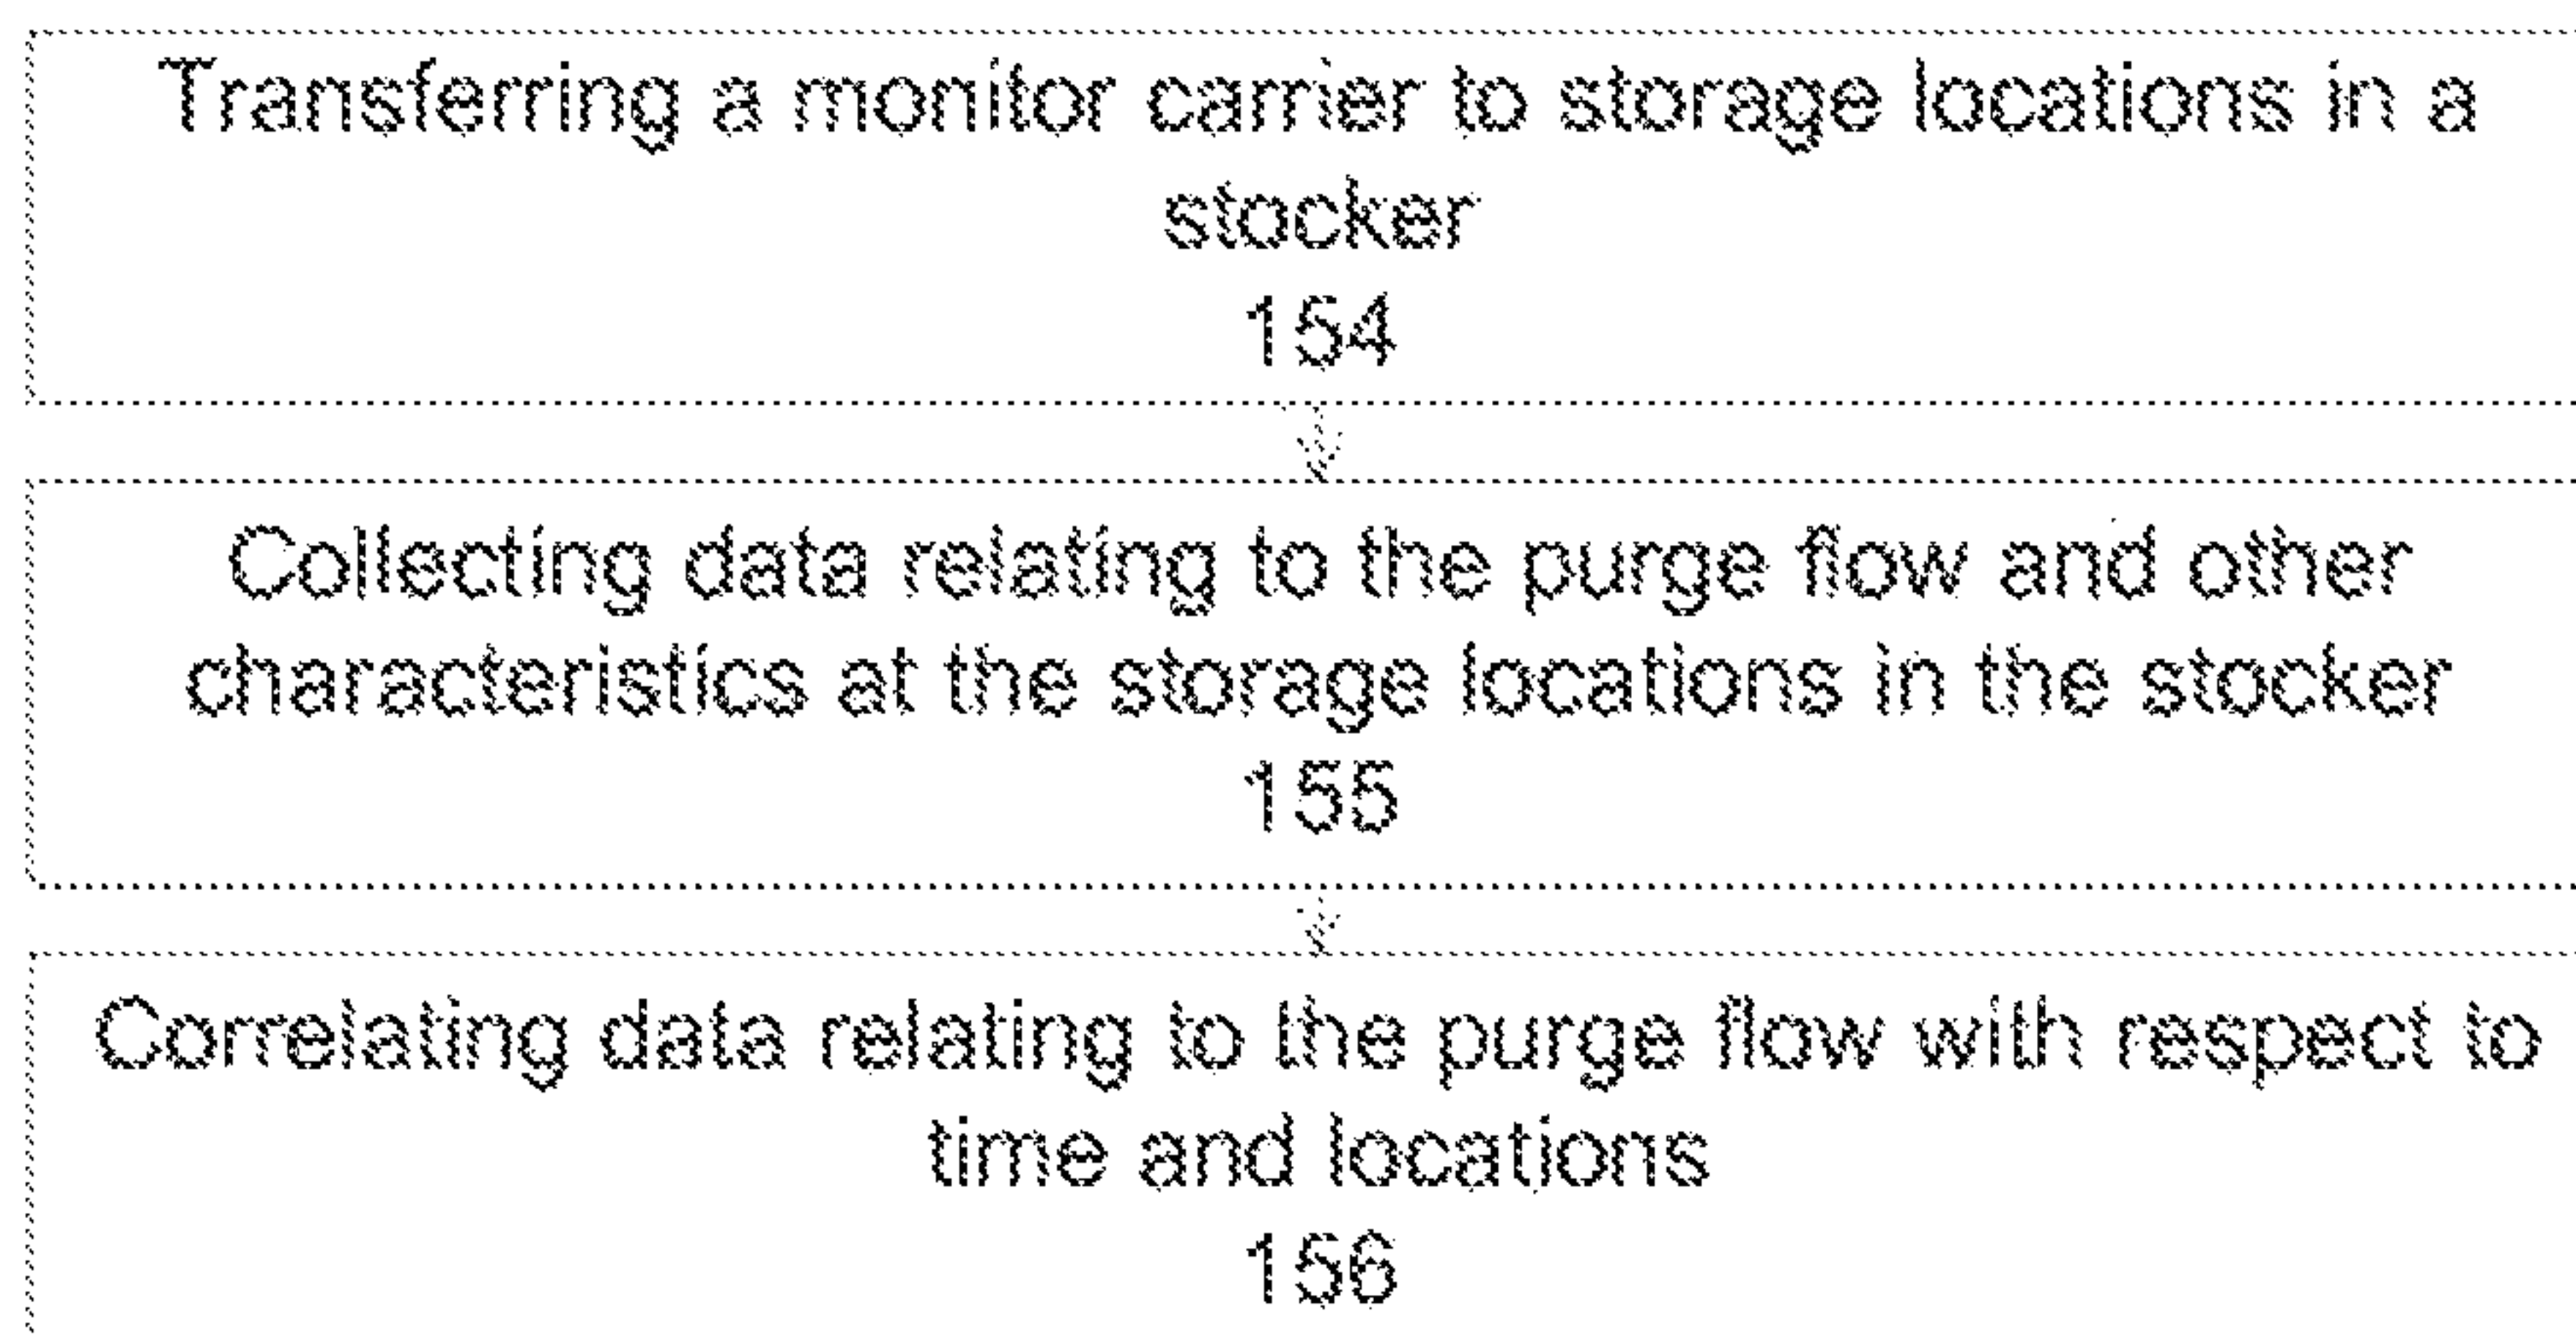 Transferring a monitor carrier to storage locations in a
stocker
154
Collecting data relating to the purge flow and other
characteristics at the storage locations in the stocker
155
Correlating data relating to the purge flow with respect to
time and locations
156